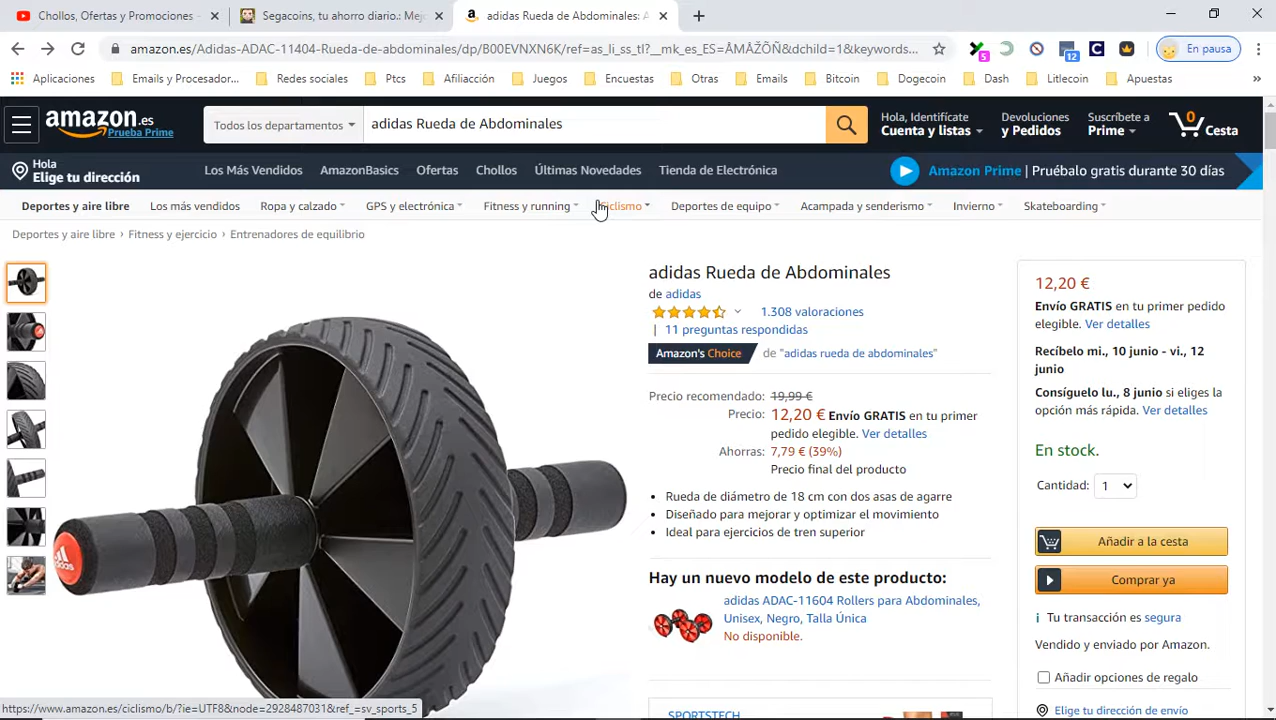 Chollos, Ofertas y Promociones -
Segacoins, tu ahorro diario.: Mej
adidas Rueda de Abdominales: A
amazon.es/Adidas-ADAC-11404-Rueda-de-abdominales/dp/B00EVNXN6K/ref=as_li_ss_tl?__mk_es_ES=ÅMÅŽÕÑ&dchild=1&keywords...
5
12
En pausa
Aplicaciones
Emails y Procesador...
Redes sociales
Ptcs
Afilliación
Juegos
Encuestas
Otras
Emails
Bitcoin
Dogecoin
Dash
Litlecoin
Apuestas
»
amazon.es
Prueba Prime
Todos los departamentos
adidas Rueda de Abdominales
Hola, Identifícate
Cuenta y listas
Devoluciones
y Pedidos
Suscríbete a
Prime
0
Cesta
Hola
Elige tu dirección
Los Más Vendidos
AmazonBasics
Ofertas
Chollos
Últimas Novedades
Tienda de Electrónica
Amazon Prime | Pruébalo gratis durante 30 días
Deportes y aire libre
Los más vendidos
Ropa y calzado
GPS y electrónica
Fitness y running
Ciclismo
Deportes de equipo
Acampada y senderismo
Invierno
Skateboarding
Deportes y aire libre › Fitness y ejercicio › Entrenadores de equilibrio
adidas Rueda de Abdominales
de adidas
1.308 valoraciones
| 11 preguntas respondidas
Amazon's Choice de "adidas rueda de abdominales"
Precio recomendado: 19,99 €
Precio: 12,20 € Envío GRATIS en tu primer
pedido elegible. Ver detalles
Ahorras: 7,79 € (39%)
Precio final del producto
• Rueda de diámetro de 18 cm con dos asas de agarre
• Diseñado para mejorar y optimizar el movimiento
• Ideal para ejercicios de tren superior
Hay un nuevo modelo de este producto:
adidas ADAC-11604 Rollers para Abdominales,
Unisex, Negro, Talla Única
No disponible.
SPORTSTECH
12,20 €
Envío GRATIS en tu primer pedido
elegible. Ver detalles
Recíbelo mi., 10 junio - vi., 12
junio
Consíguelo lu., 8 junio si eliges la
opción más rápida. Ver detalles
En stock.
Cantidad: 1
Añadir a la cesta
Comprar ya
Tu transacción es segura
Vendido y enviado por Amazon.
Añadir opciones de regalo
Elige tu dirección de envío
https://www.amazon.es/ciclismo/b/?ie=UTF8&node=2928487031&ref_=sv_sports_5